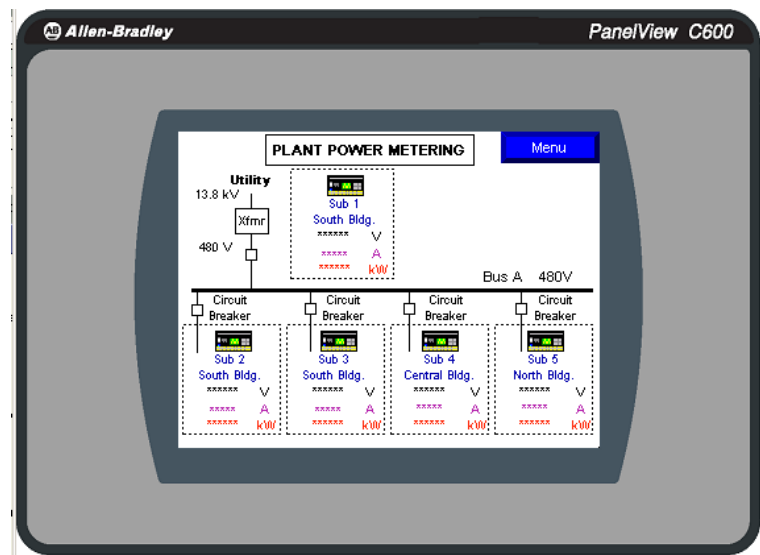 AB Allen-Bradley
PanelView C600
PLANT POWER METERING
Menu
Utility
13.8 kV
Xfmr
480 V
Sub 1
South Bldg.
****** V
***** A
****** kW
Bus A 480V
Circuit
Breaker
Circuit
Breaker
Circuit
Breaker
Circuit
Breaker
Sub 2
South Bldg.
****** V
***** A
****** kW
Sub 3
South Bldg.
****** V
***** A
****** kW
Sub 4
Central Bldg.
****** V
***** A
****** kW
Sub 5
North Bldg.
****** V
***** A
****** kW